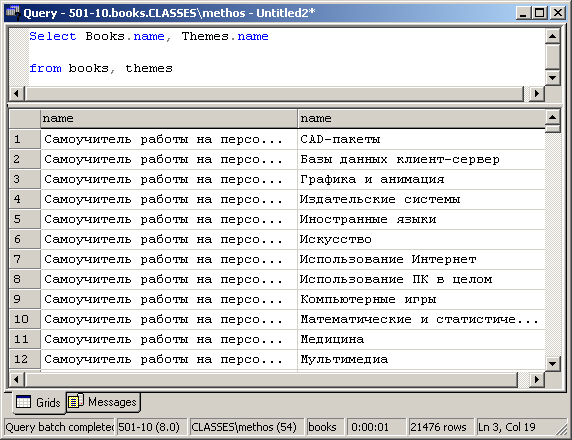 Query - 501-10.books.CLASSES\methos - Untitled2*
Select Books.name, Themes.name
from books, themes
name name
1 Самоучитель работы на персо... CAD-пакеты
2 Самоучитель работы на персо... Базы данных клиент-сервер
3 Самоучитель работы на персо... Графика и анимация
4 Самоучитель работы на персо... Издательские системы
5 Самоучитель работы на персо... Иностранные языки
6 Самоучитель работы на персо... Искусство
7 Самоучитель работы на персо... Использование Интернет
8 Самоучитель работы на персо... Использование ПК в целом
9 Самоучитель работы на персо... Компьютерные игры
10 Самоучитель работы на персо... Математические и статистиче...
11 Самоучитель работы на персо... Медицина
12 Самоучитель работы на персо... Мультимедиа
Grids Messages
Query batch completed 501-10 (8.0) CLASSES\methos (54) books 0:00:01 21476 rows Ln 3, Col 19